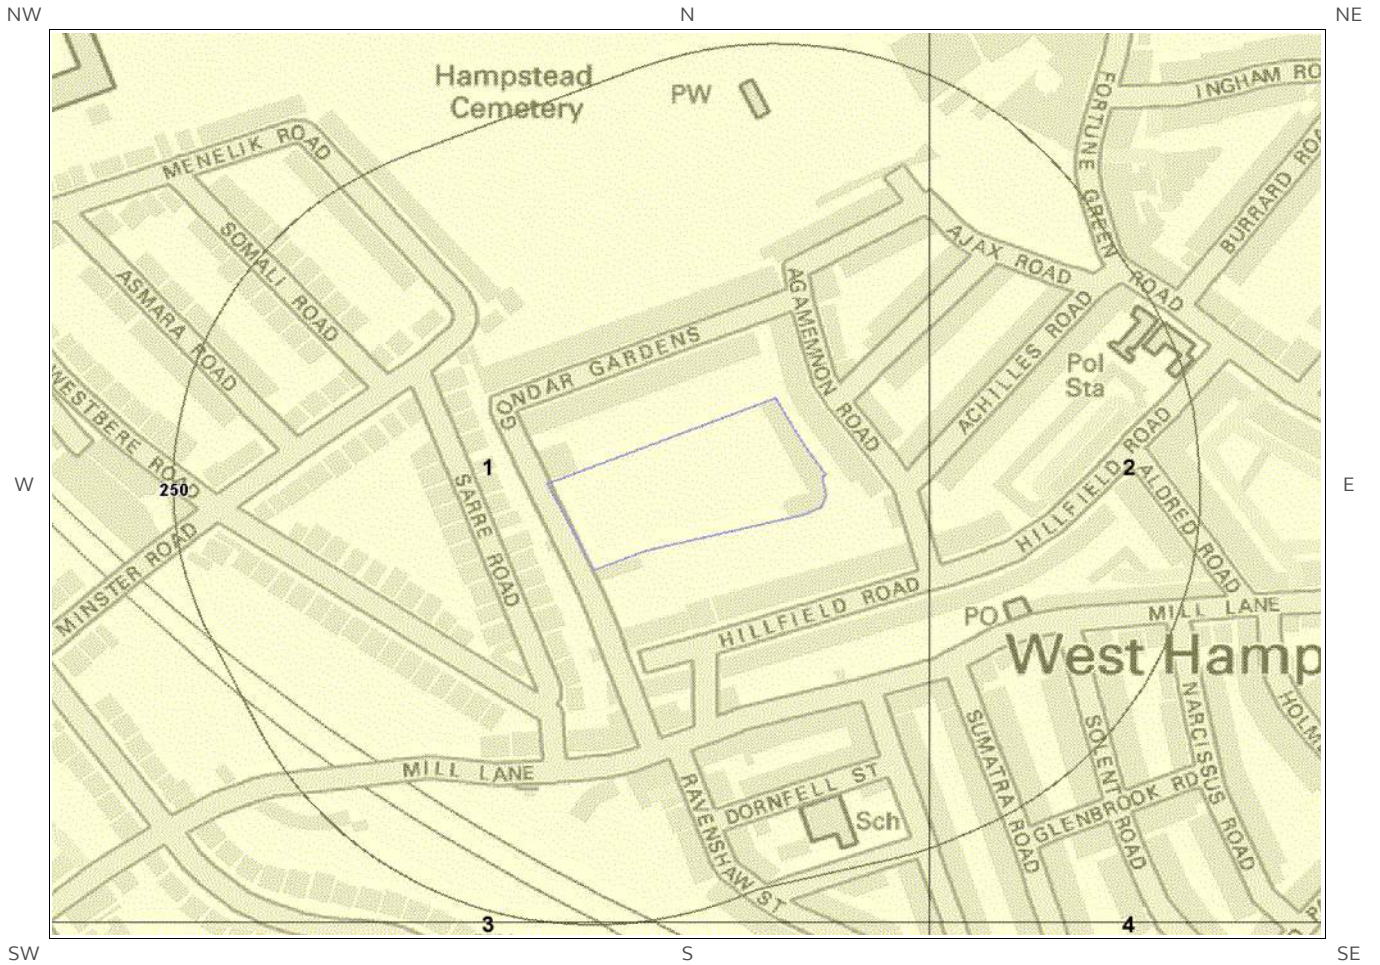 NW N NE
Hampstead
Cemetery
PW
FORTUNE GREEN ROAD
INGHAM RO
MENELIK ROAD
BURRARD ROA
SOMALI ROAD
AJAX ROAD
ASMARA ROAD
AGAMEMNON ROAD
GONDAR GARDENS
ACHILLES ROAD
Pol
Sta
WESTBERE ROAD
1
2
W
E
250
SARRE ROAD
HILLFIELD ROAD
ALDRED ROAD
MINSTER ROAD
HILLFIELD ROAD
PO
MILL LANE
West Hamp
MILL LANE
RAVENSHAW ST
DORNFELL ST
Sch
SUMATRA ROAD
SOLENT ROAD
NARCISSUS ROAD
HOLM
GLENBROOK RD
3
4
SW S SE